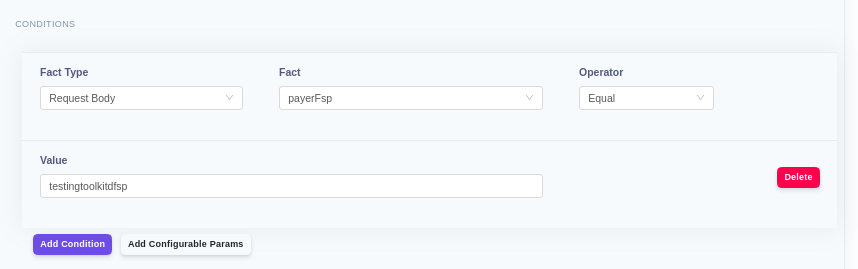 CONDITIONS
Fact Type Fact Operator
Request Body payerFsp Equal
Value
testingtoolkitdfsp
Delete
Add Condition Add Configurable Params